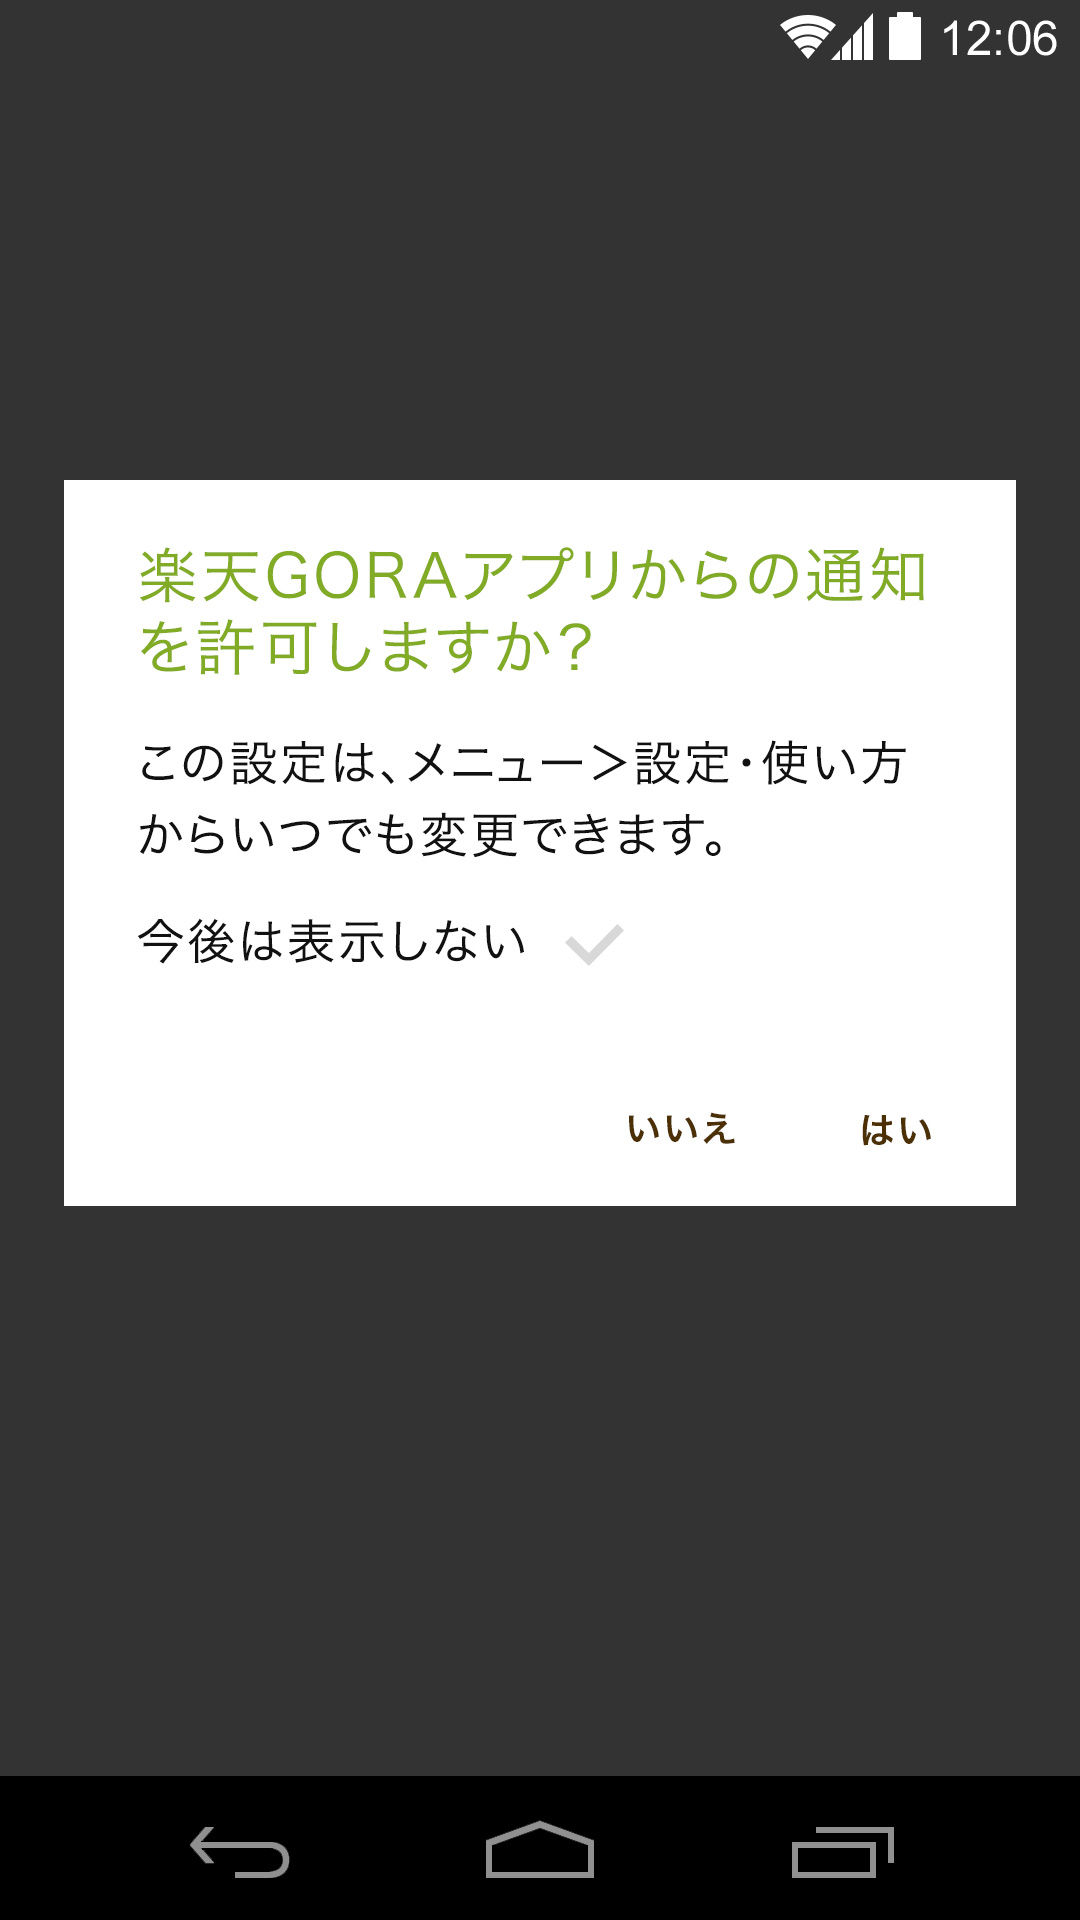 12:06
楽天GORAアプリからの通知
を許可しますか？
この設定は、メニュー＞設定・使い方
からいつでも変更できます。
今後は表示しない
いいえ はい